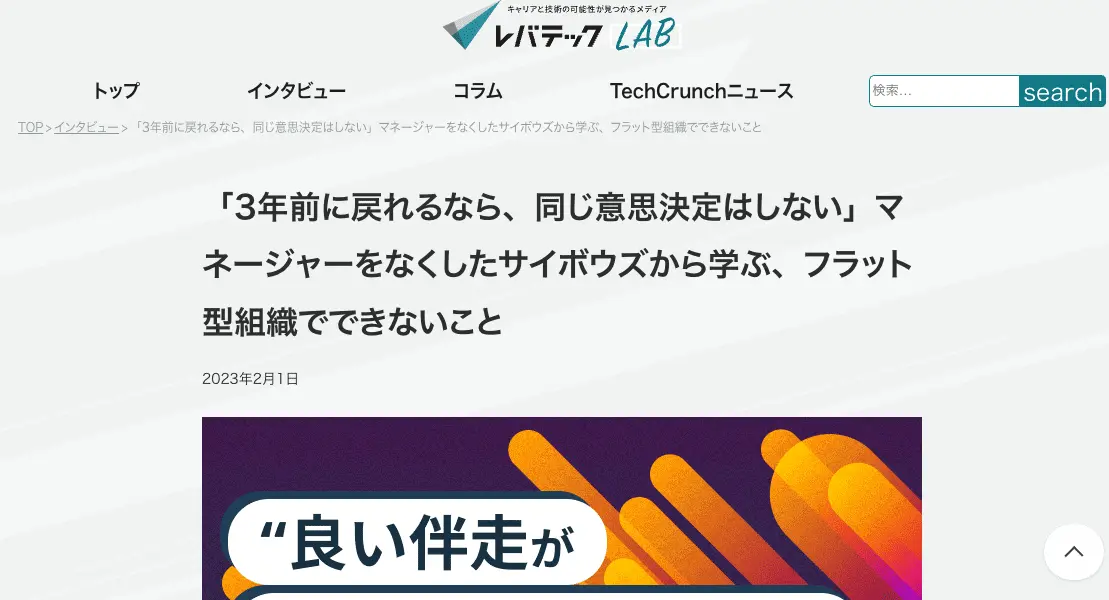 キャリアと技術の可能性が見つかるメディア
レバテック LAB
トップ インタビュー コラム TechCrunchニュース 検索… search
TOP > インタビュー > 「3年前に戻れるなら、同じ意思決定はしない」マネージャーをなくしたサイボウズから学ぶ、フラット型組織でできないこと
「3年前に戻れるなら、同じ意思決定はしない」マ
ネージャーをなくしたサイボウズから学ぶ、フラット
型組織でできないこと
2023年2月1日
“良い伴走が